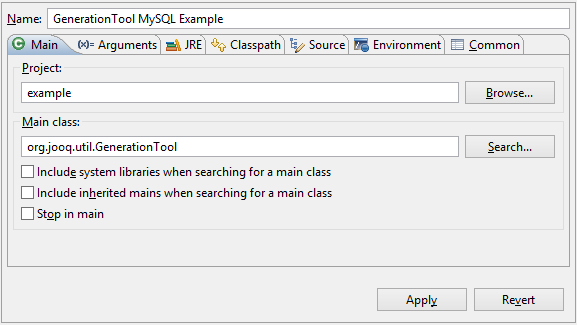 Name: GenerationTool MySQL Example
Main (x)= Arguments JRE Classpath Source Environment Common
Project:
example Browse...
Main class:
org.jooq.util.GenerationTool Search...
Include system libraries when searching for a main class
Include inherited mains when searching for a main class
Stop in main
Apply Revert